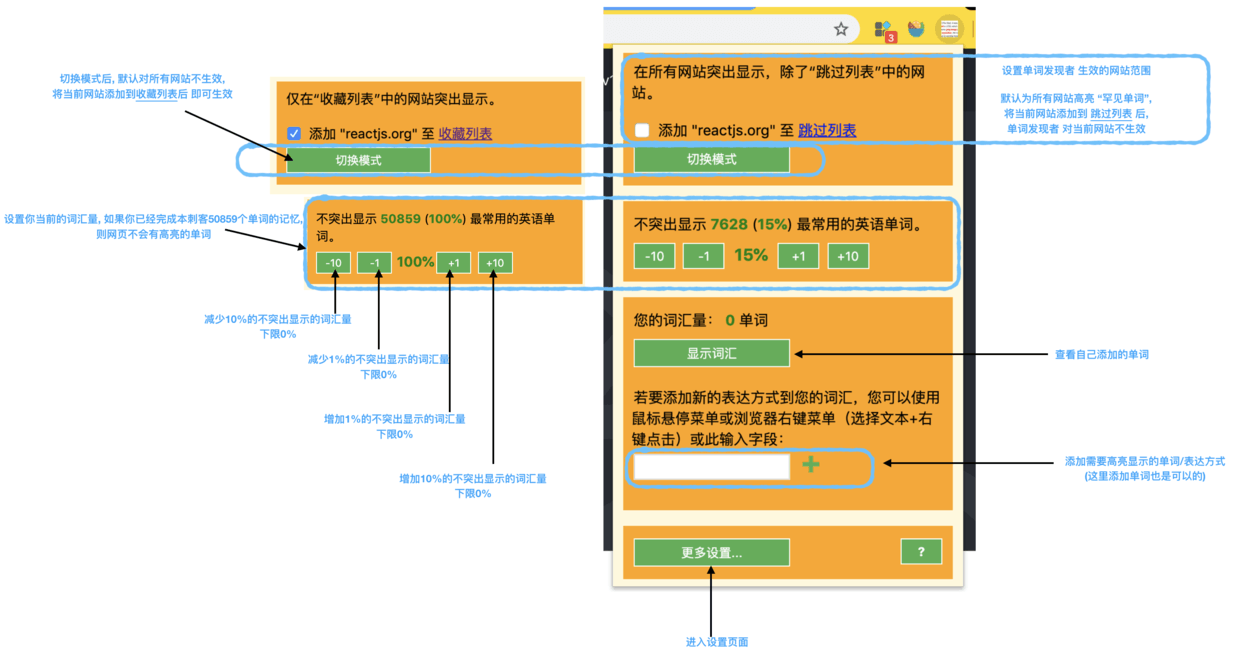 切换模式后, 默认对所有网站不生效,
将当前网站添加到收藏列表后 即可生效
仅在“收藏列表”中的网站突出显示。
添加 "reactjs.org" 至 收藏列表
切换模式
3
在所有网站突出显示，除了“跳过列表”中的网
站。
添加 "reactjs.org" 至 跳过列表
切换模式
设置单词发现者 生效的网站范围
默认为所有网站高亮 “罕见单词”,
将当前网站添加到 跳过列表 后,
单词发现者 对当前网站不生效
设置你当前的词汇量, 如果你已经完成本刺客50859个单词的记忆,
则网页不会有高亮的单词
不突出显示 50859 (100%) 最常用的英语单
词。
-10 -1 100% +1 +10
不突出显示 7628 (15%) 最常用的英语单词。
-10 -1 15% +1 +10
减少10%的不突出显示的词汇量
下限0%
减少1%的不突出显示的词汇量
下限0%
增加1%的不突出显示的词汇量
下限0%
增加10%的不突出显示的词汇量
下限0%
您的词汇量： 0 单词
显示词汇
查看自己添加的单词
若要添加新的表达方式到您的词汇，您可以使用
鼠标悬停菜单或浏览器右键菜单（选择文本+右
键点击）或此输入字段：
添加需要高亮显示的单词/表达方式
(这里添加单词也是可以的)
更多设置...
?
进入设置页面